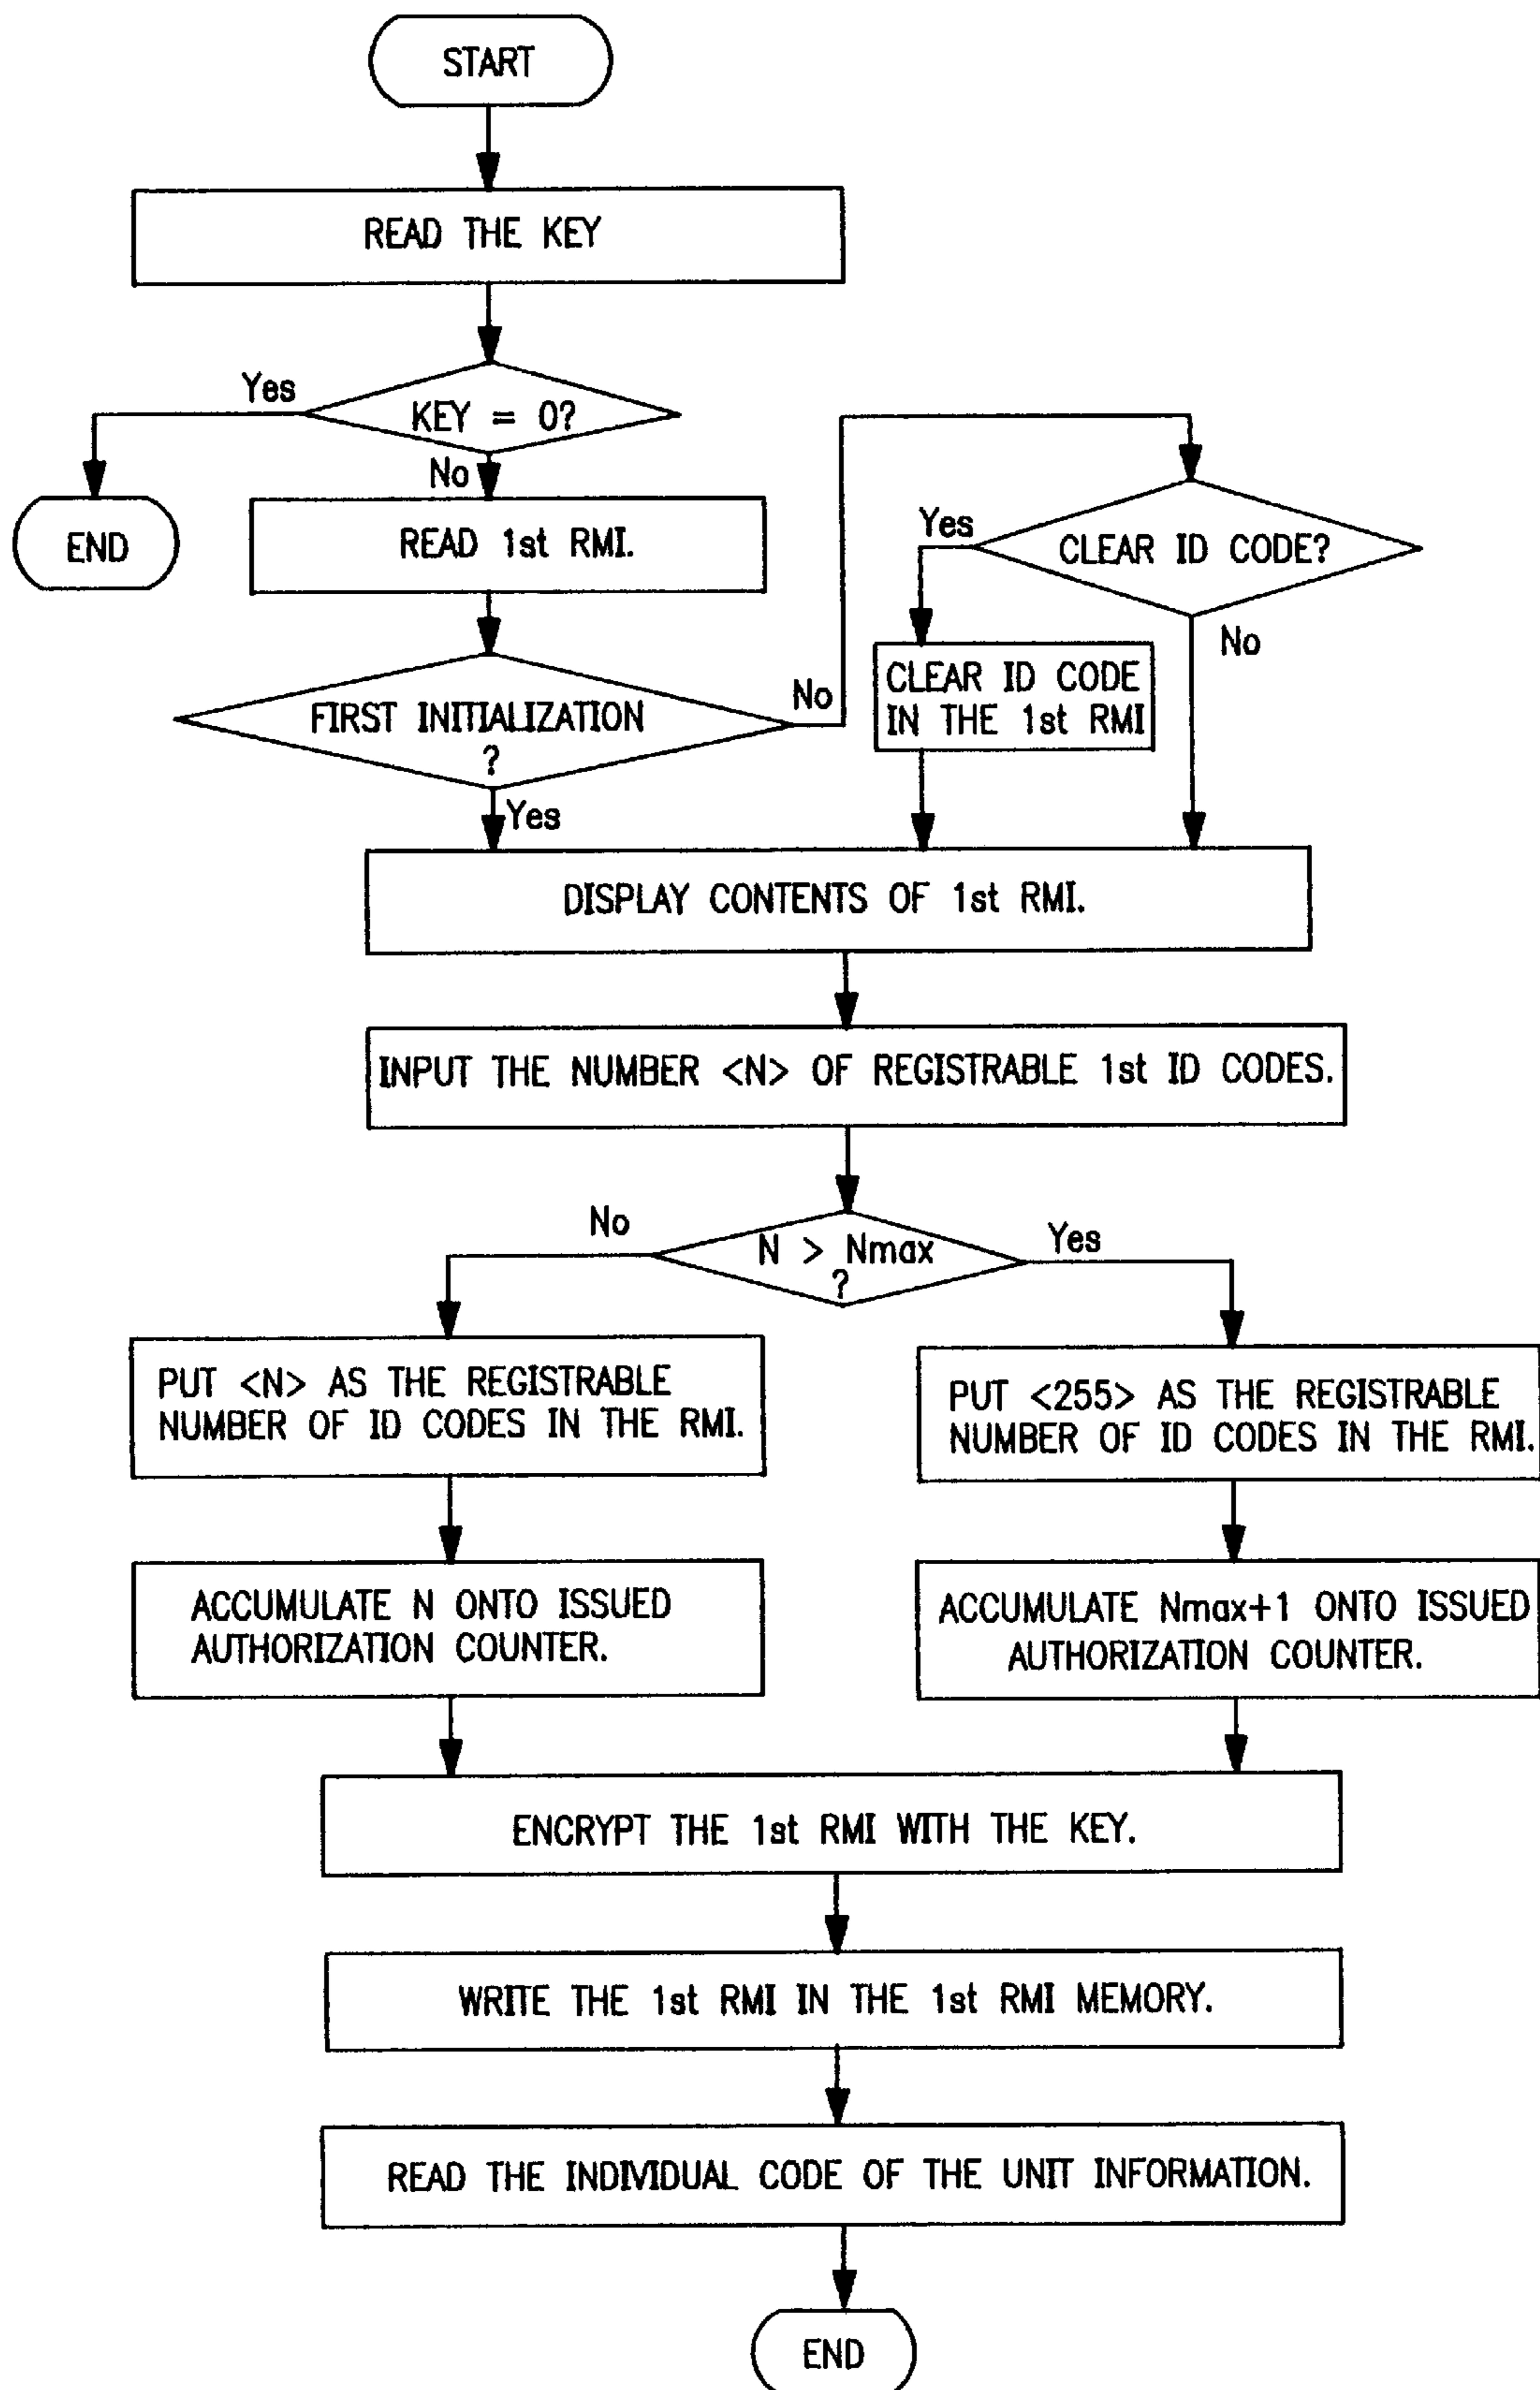 START
READ THE KEY
Yes
KEY = 0?
No
END
READ 1st RMI.
FIRST INITIALIZATION
?
No
Yes
CLEAR ID CODE?
Yes
No
CLEAR ID CODE
IN THE 1st RMI
DISPLAY CONTENTS OF 1st RMI.
INPUT THE NUMBER <N> OF REGISTRABLE 1st ID CODES.
No
N > Nmax
?
Yes
PUT <N> AS THE REGISTRABLE
NUMBER OF ID CODES IN THE RMI.
PUT <255> AS THE REGISTRABLE
NUMBER OF ID CODES IN THE RMI.
ACCUMULATE N ONTO ISSUED
AUTHORIZATION COUNTER.
ACCUMULATE Nmax+1 ONTO ISSUED
AUTHORIZATION COUNTER.
ENCRYPT THE 1st RMI WITH THE KEY.
WRITE THE 1st RMI IN THE 1st RMI MEMORY.
READ THE INDIVIDUAL CODE OF THE UNIT INFORMATION.
END